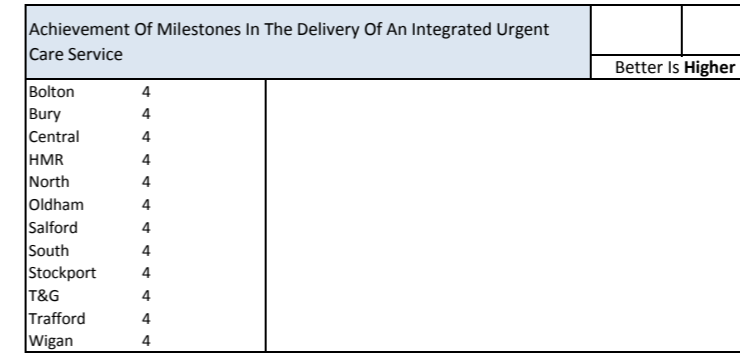 Achievement Of Milestones In The Delivery Of An Integrated Urgent
Care Service
Better Is Higher
Bolton 4
Bury 4
Central 4
HMR 4
North 4
Oldham 4
Salford 4
South 4
Stockport 4
T&G 4
Trafford 4
Wigan 4